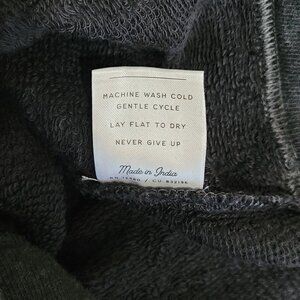 MACHINE WASH COLD
GENTLE CYCLE
LAY FLAT TO DRY
NEVER GIVE UP
Made in India